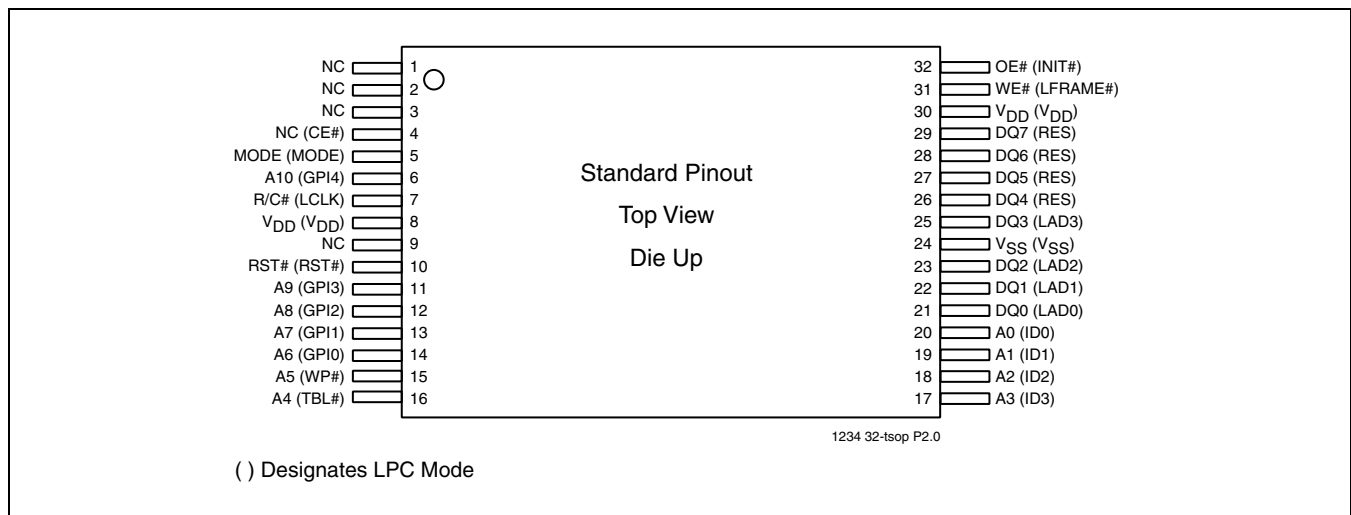 NC 1
NC 2
NC 3
NC (CE#) 4
MODE (MODE) 5
A10 (GPI4) 6
R/C# (LCLK) 7
VDD (VDD) 8
NC 9
RST# (RST#) 10
A9 (GPI3) 11
A8 (GPI2) 12
A7 (GPI1) 13
A6 (GPI0) 14
A5 (WP#) 15
A4 (TBL#) 16
Standard Pinout
Top View
Die Up
32 OE# (INIT#)
31 WE# (LFRAME#)
30 VDD (VDD)
29 DQ7 (RES)
28 DQ6 (RES)
27 DQ5 (RES)
26 DQ4 (RES)
25 DQ3 (LAD3)
24 VSS (VSS)
23 DQ2 (LAD2)
22 DQ1 (LAD1)
21 DQ0 (LAD0)
20 A0 (ID0)
19 A1 (ID1)
18 A2 (ID2)
17 A3 (ID3)
1234 32-tsop P2.0
( ) Designates LPC Mode